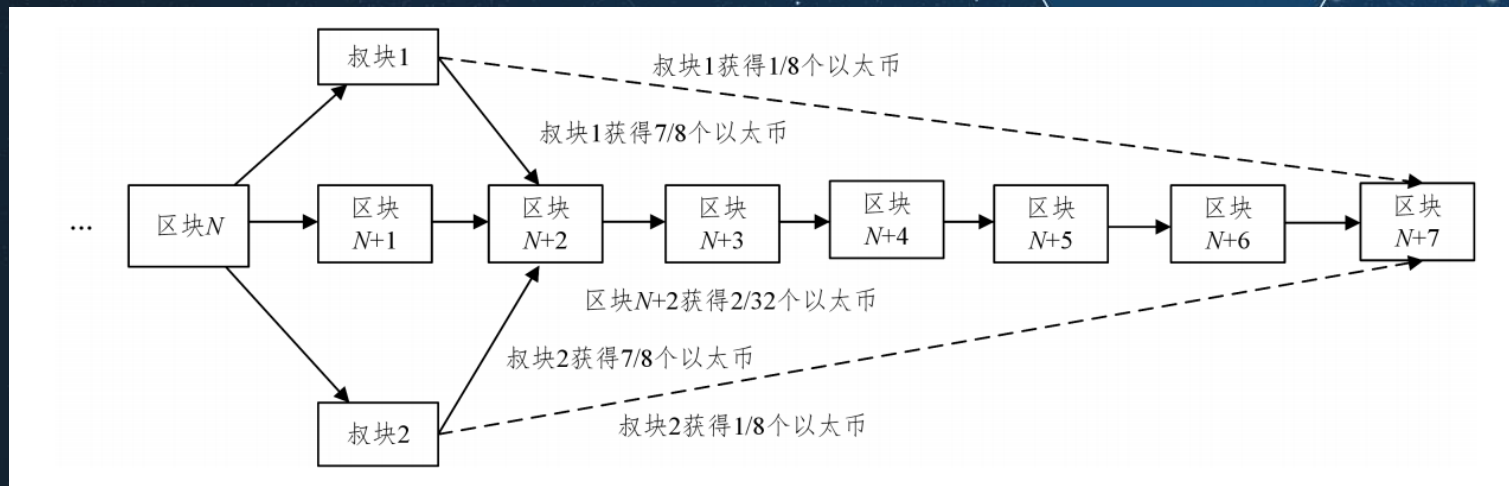 叔块1
叔块1获得1/8个以太币
叔块1获得7/8个以太币
...
区块N
区块
N+1
区块
N+2
区块
N+3
区块
N+4
区块
N+5
区块
N+6
区块
N+7
区块N+2获得2/32个以太币
叔块2获得7/8个以太币
叔块2获得1/8个以太币
叔块2